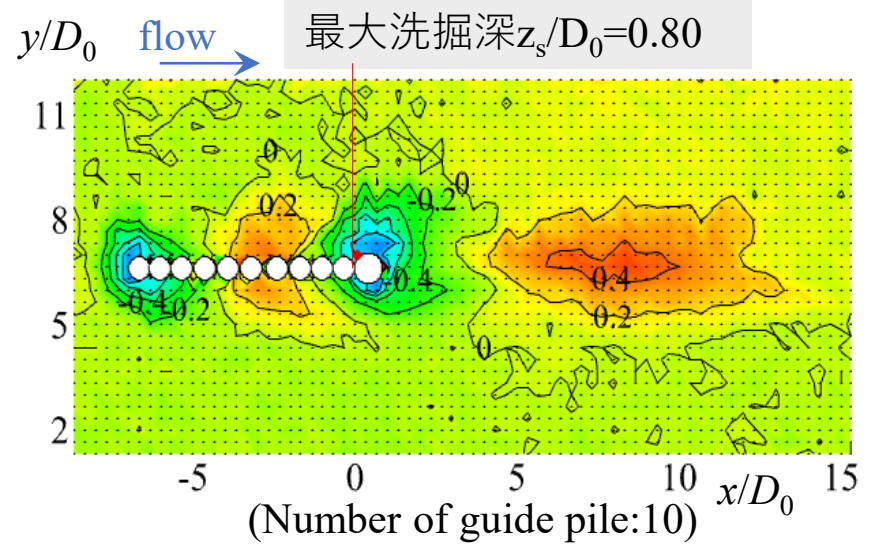 最大洗掘深zs/D0=0.80
y/D0
flow
11
8
5
2
0
0.2
-0.2
0
-0.4
-0.4
-0.2
0.4
0.2
0
-5 0 5 10 15
x/D0
(Number of guide pile:10)